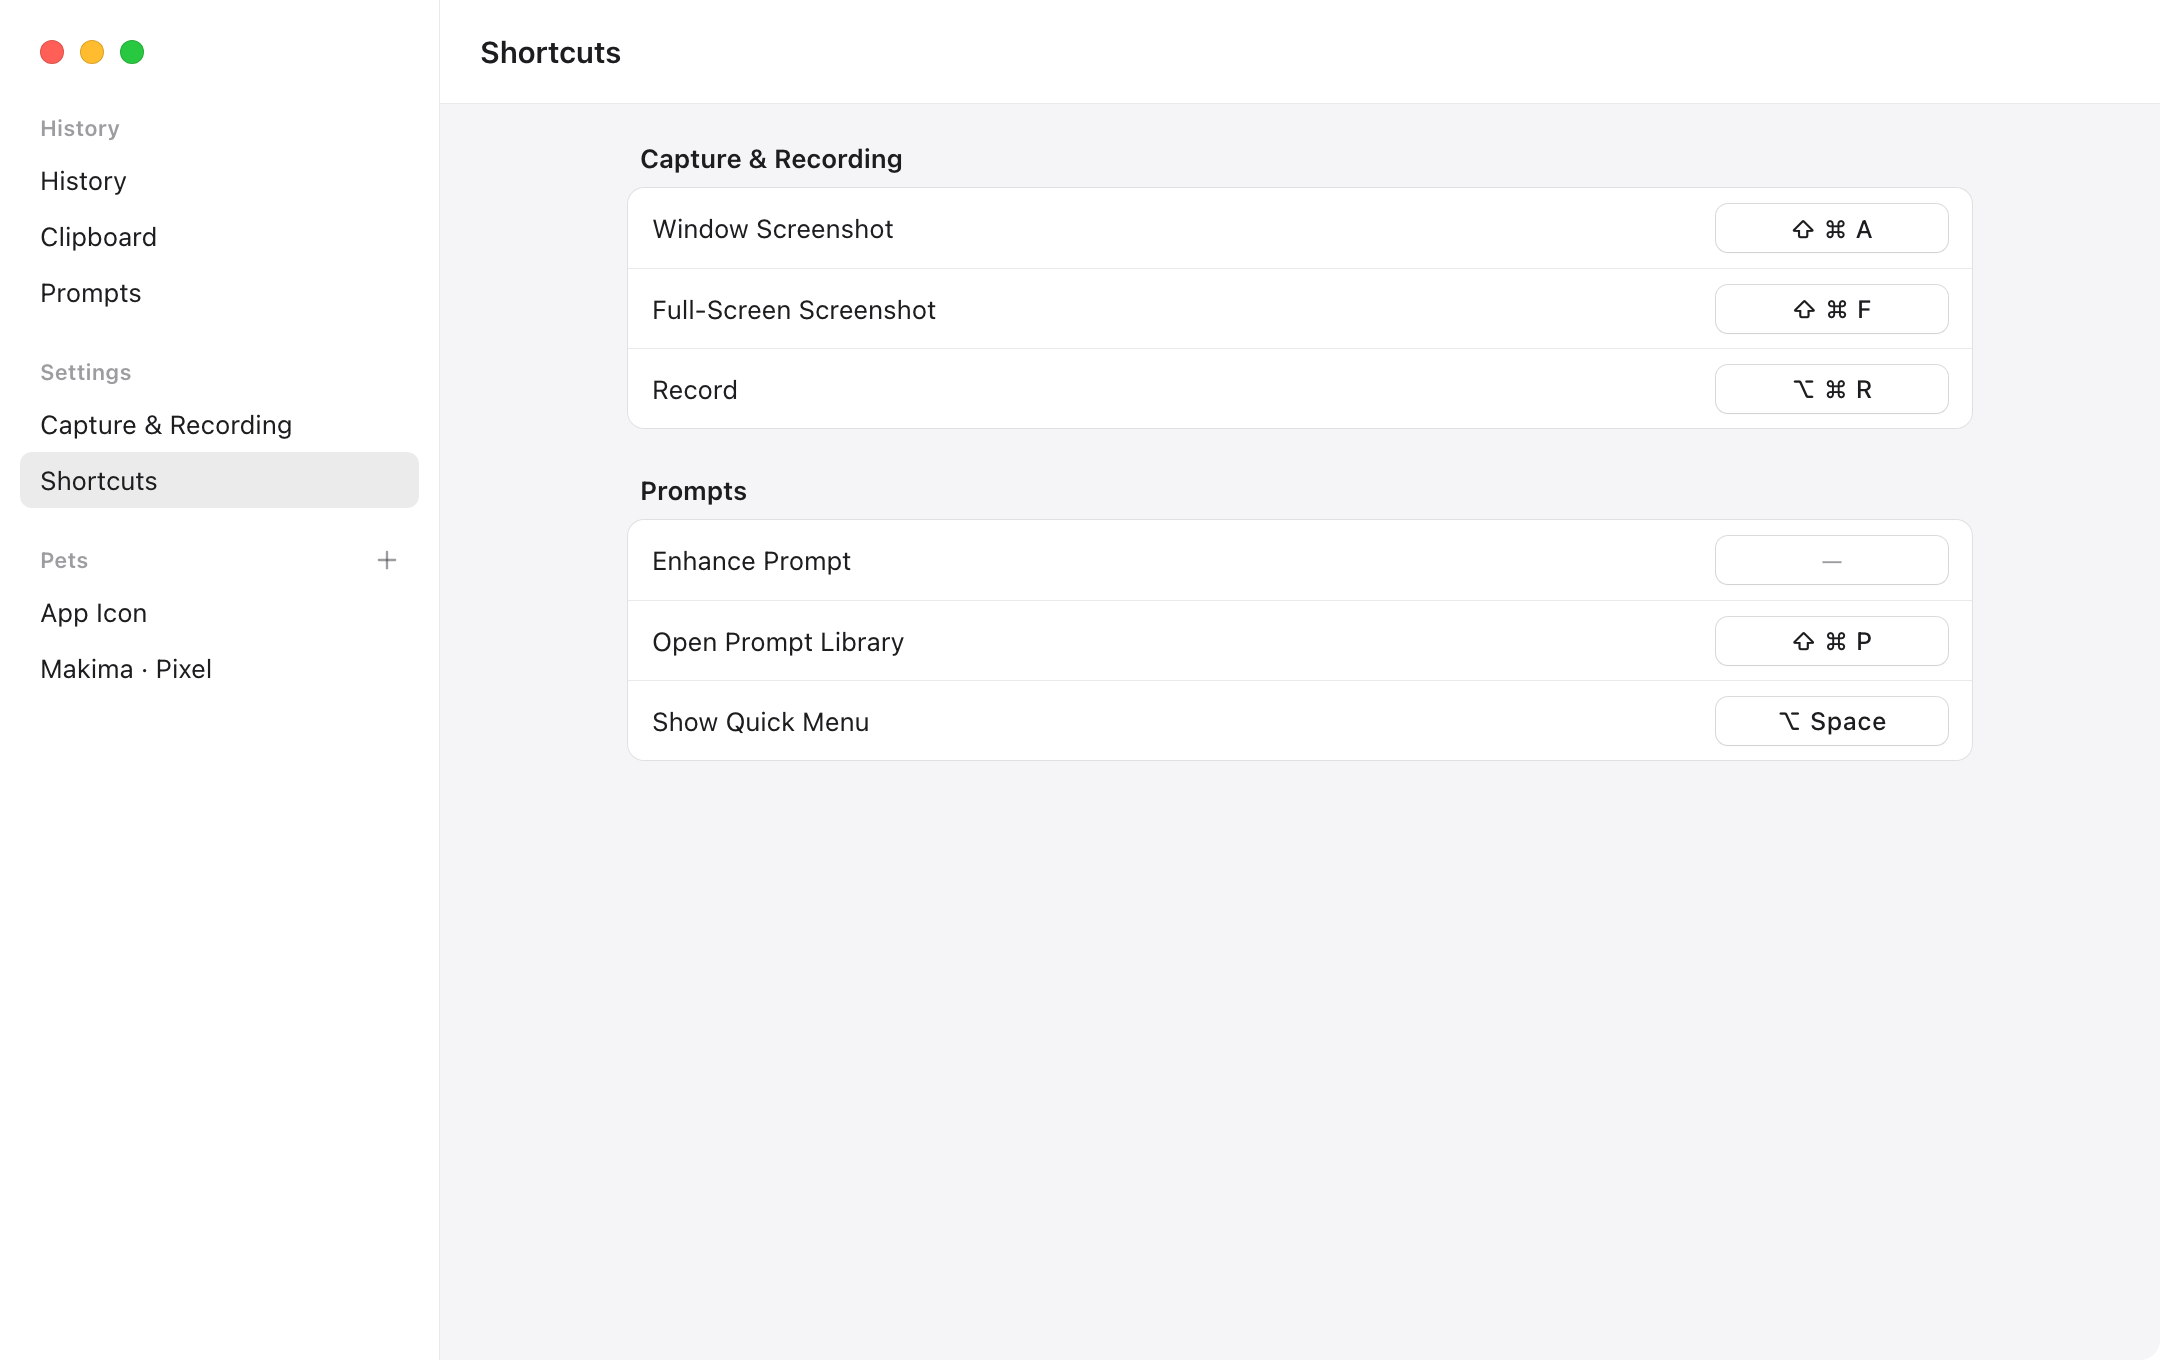 History
History
Clipboard
Prompts
Settings
Capture & Recording
Shortcuts
Pets
App Icon
Makima · Pixel
Shortcuts
Capture & Recording
Window Screenshot ⇧ ⌘ A
Full-Screen Screenshot ⇧ ⌘ F
Record ⌥ ⌘ R
Prompts
Enhance Prompt —
Open Prompt Library ⇧ ⌘ P
Show Quick Menu ⌥ Space